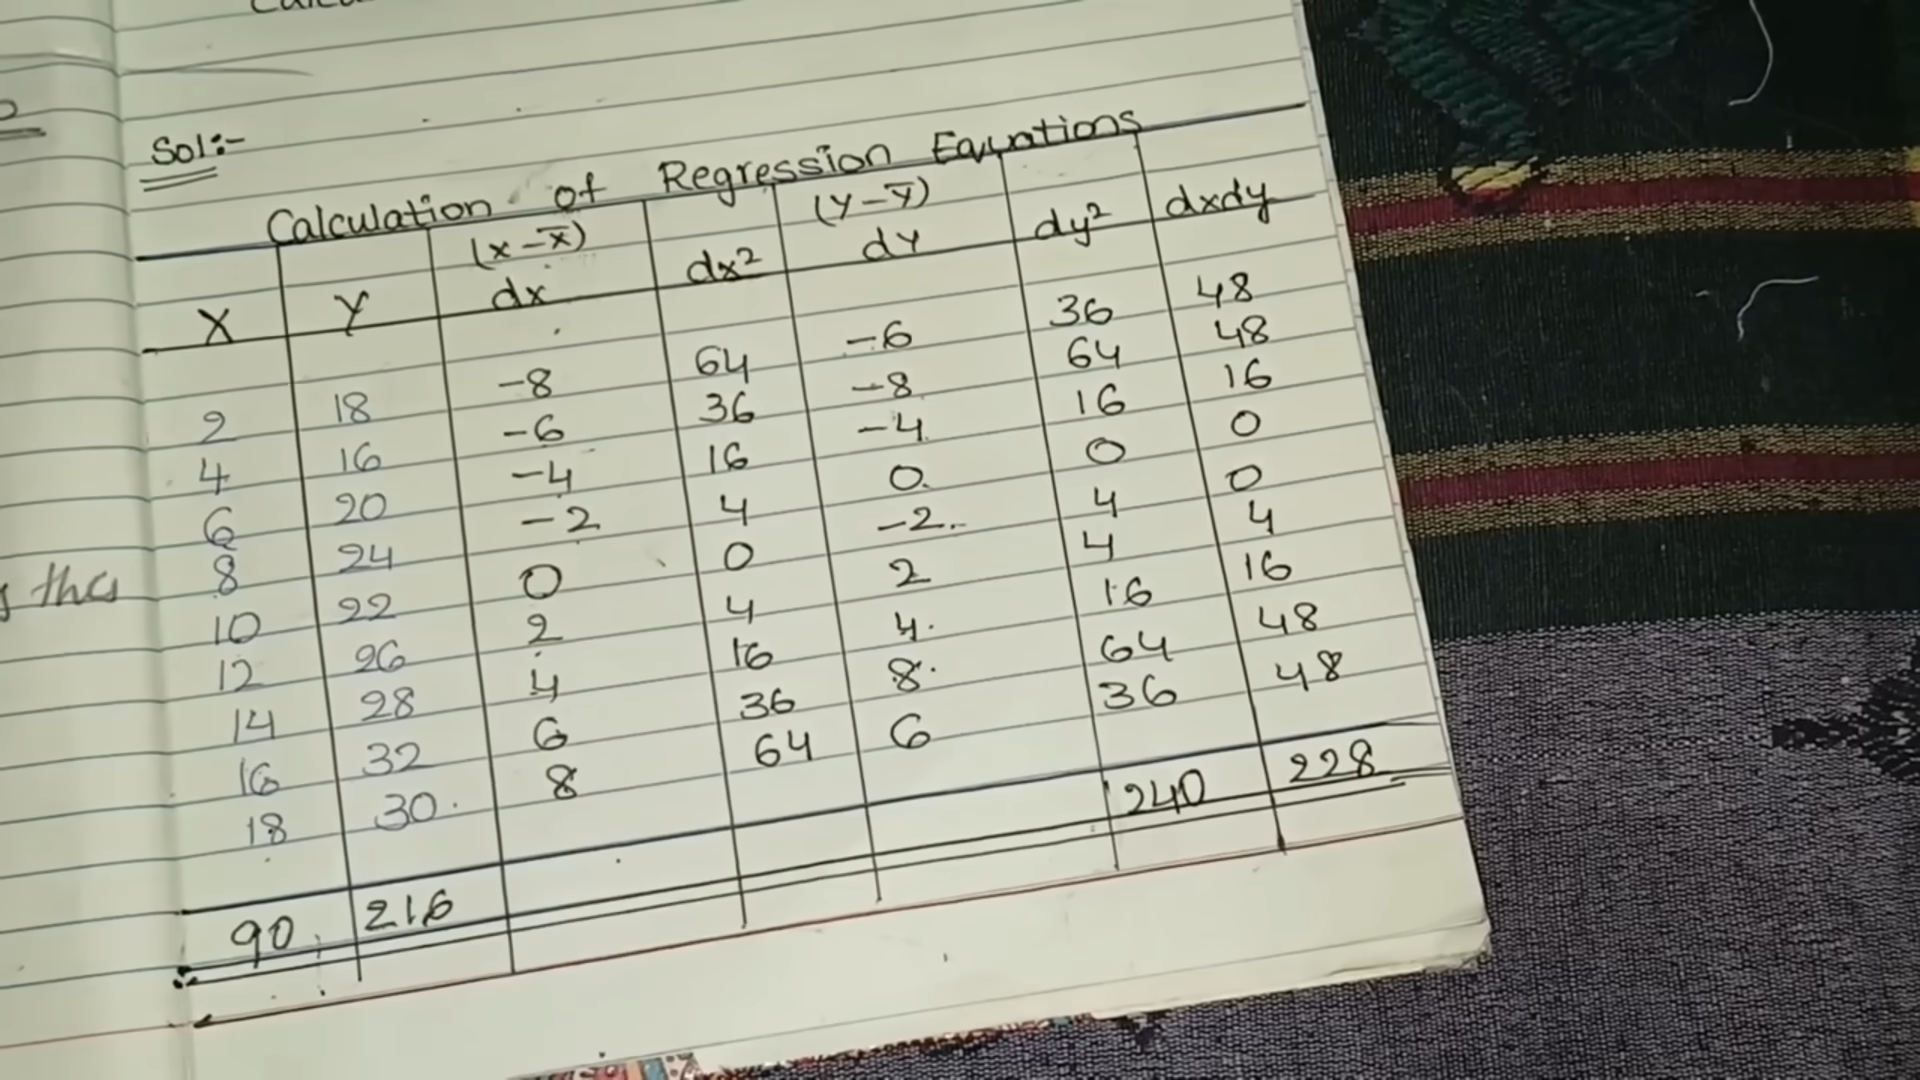 Sol:-
Calculation of Regression Equations
(x-x̅) (y-y̅)
X Y dx dx² dy dy² dxdy
2 18 -8 64 -6 36 48
4 16 -6 36 -8 64 48
6 20 -4 16 -4 16 16
8 24 -2 4 0 0 0
10 22 0 0 -2 4 0
12 26 2 4 2 4 4
14 28 4 16 4 16 16
16 32 6 36 8 64 48
18 30 8 64 6 36 48
90 216 240 228